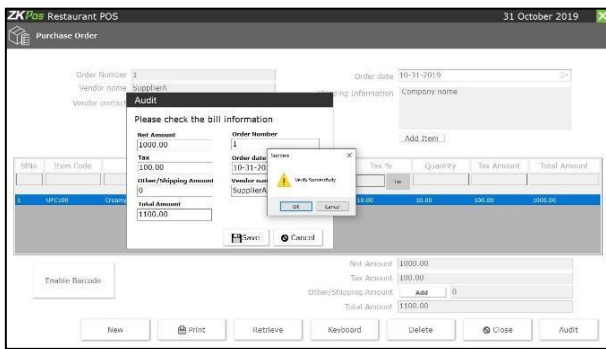 ZKPos Restaurant POS 31 October 2019 X
Purchase Order
Order Number 1 Order date 10-31-2019
Vendor name SupplierA Shipping Information Company name
Vendor contact
Add Item
Audit
Please check the bill information
Net Amount Order Number
1000.00 1
Tax Order date
100.00 10-31-20
Other/Shipping Amount Vendor nam
0 SupplierA
Total Amount
1100.00
Save Cancel
Success
Verify Successfully
OK Cancel
SlNo Item Code Tax % Quantity Tax Amount Total Amount
1 UPC100 Creamy 10.00 10.00 100.00 1000.00
Enable Barcode
Net Amount 1000.00
Tax Amount 100.00
Other/Shipping Amount Add 0
Total Amount 1100.00
New Print Retrieve Keyboard Delete Close Audit